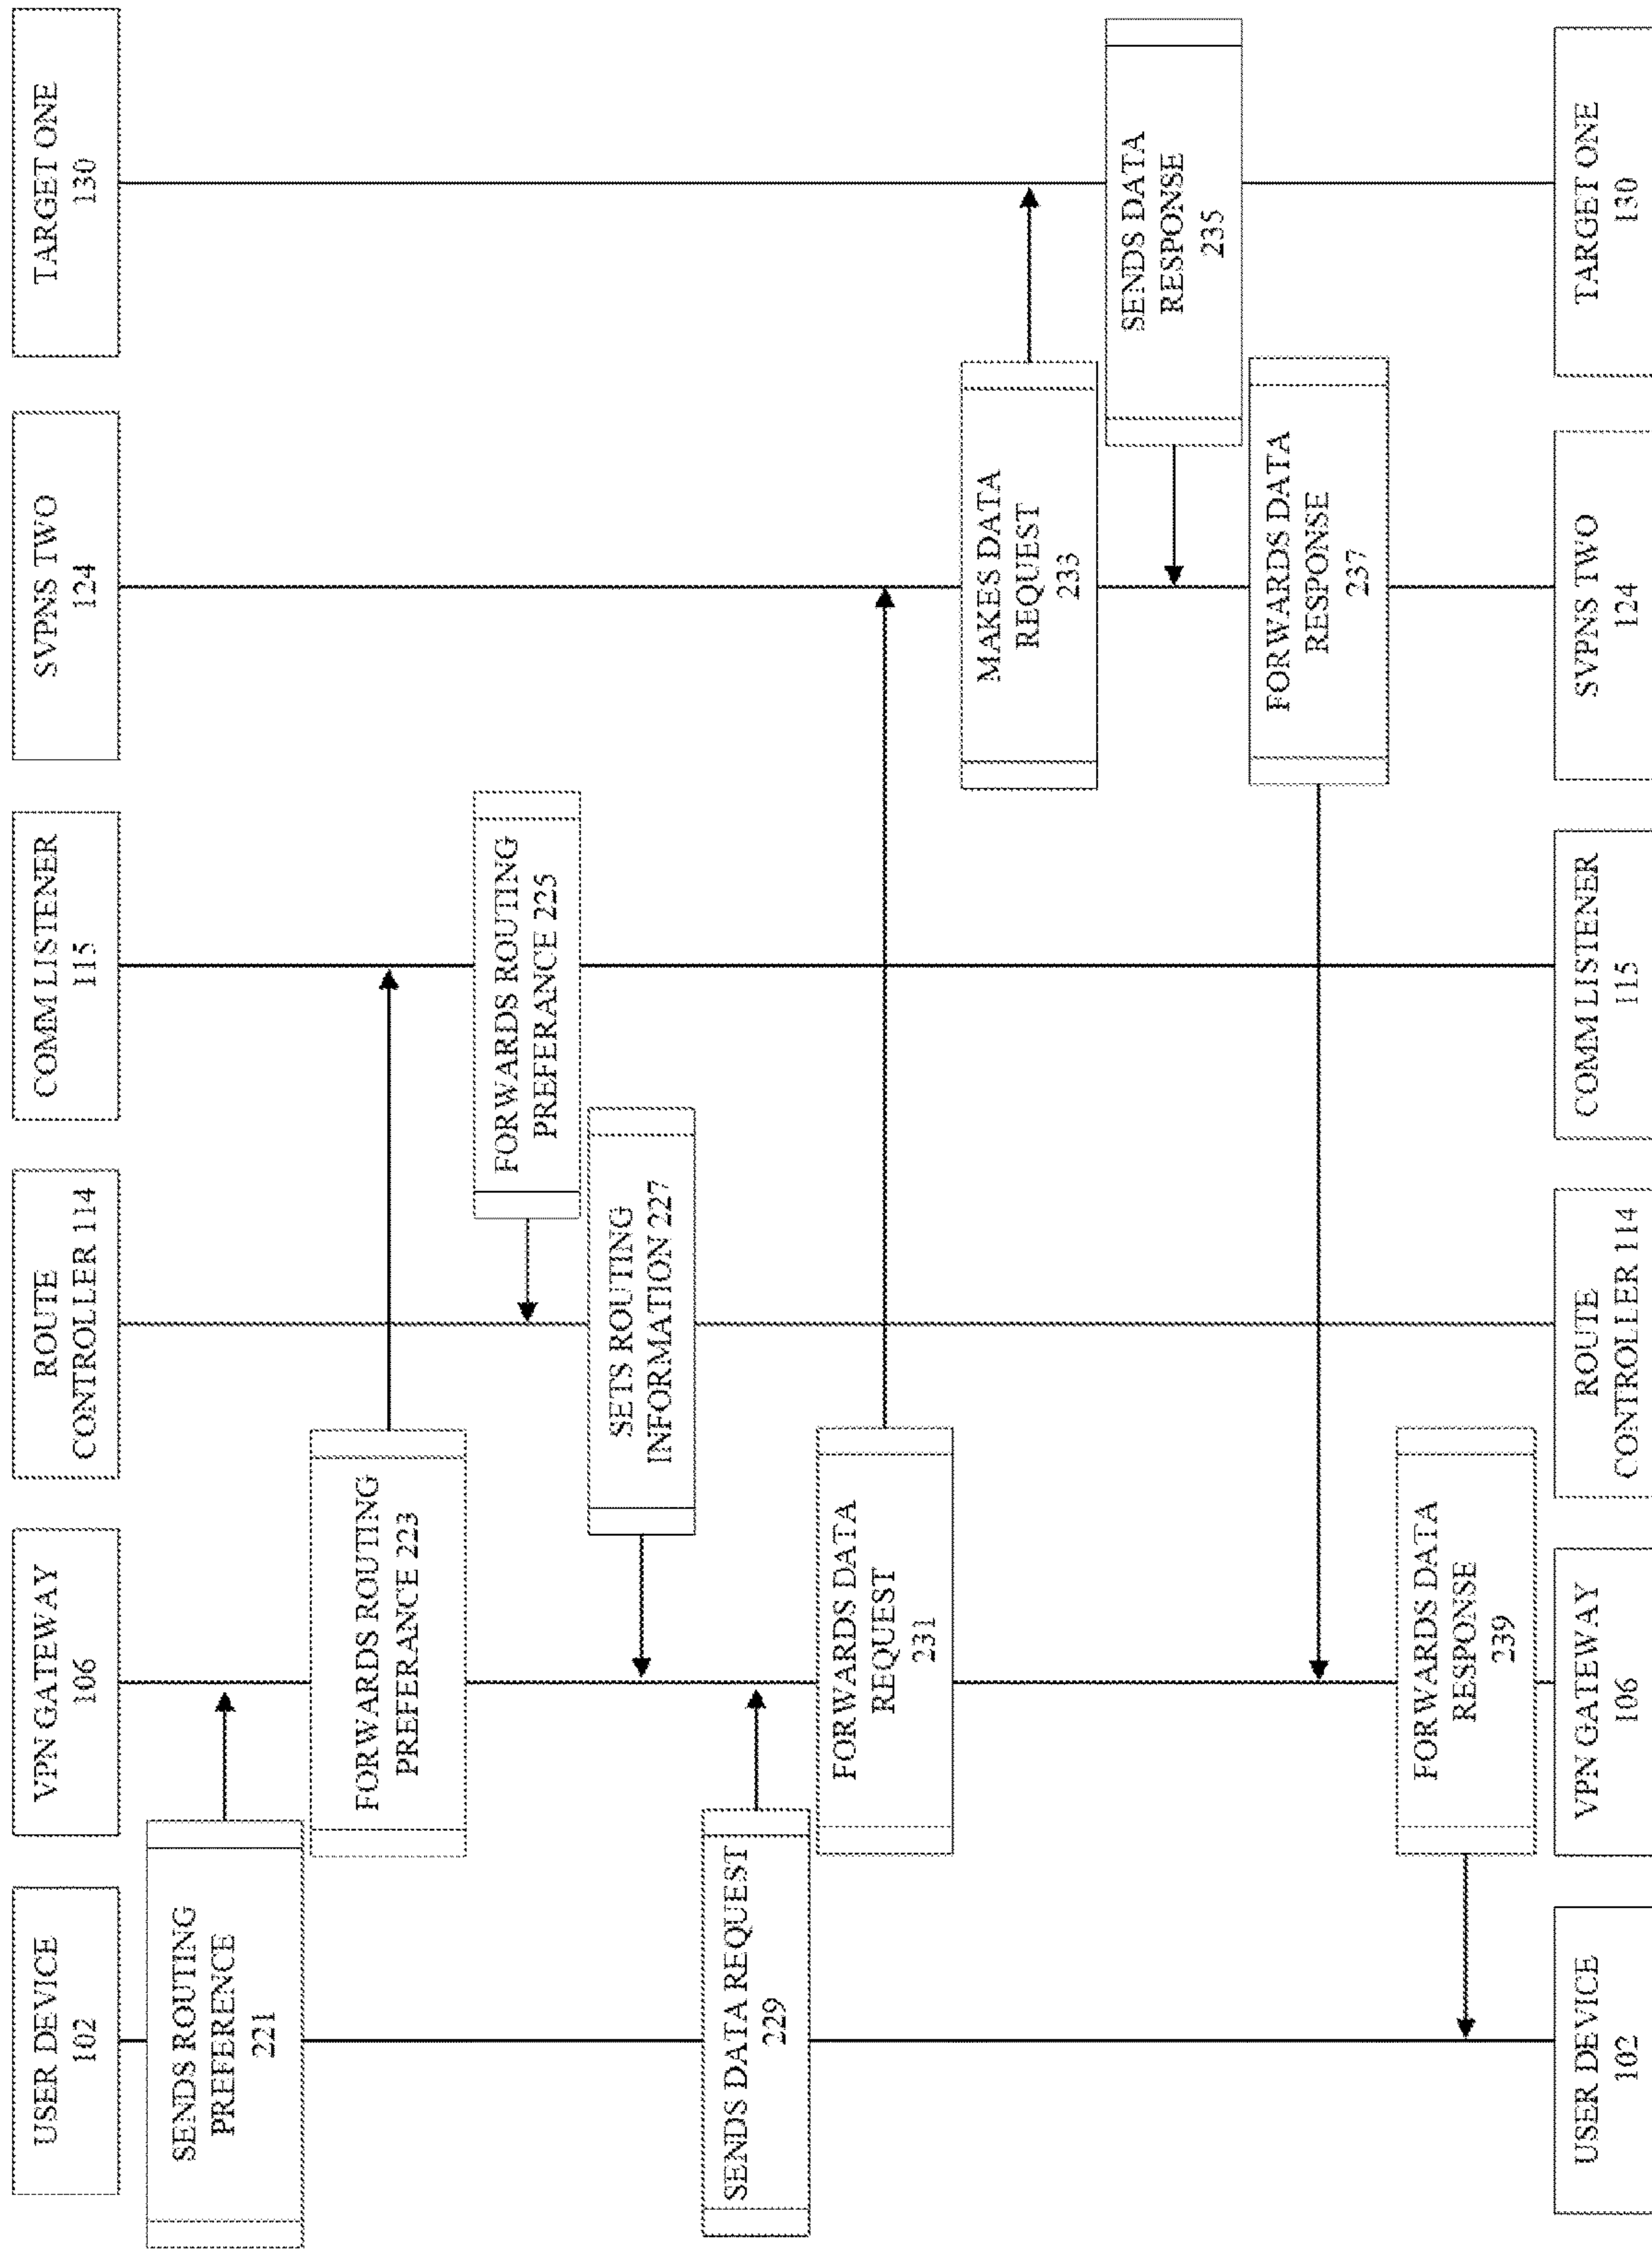 USER DEVICE
102
VPN GATEWAY
106
ROUTE
CONTROLLER 114
COMM LISTENER
115
SVPNS TWO
124
TARGET ONE
130
SENDS ROUTING
PREFERENCE
221
FORWARDS ROUTING
PREFERANCE 223
FORWARDS ROUTING
PREFERANCE 225
SETS ROUTING
INFORMATION 227
SENDS DATA REQUEST
229
FORWARDS DATA
REQUEST
231
MAKES DATA
REQUEST
233
SENDS DATA
RESPONSE
235
FORWARDS DATA
RESPONSE
237
FORWARDS DATA
RESPONSE
239
USER DEVICE
102
VPN GATEWAY
106
ROUTE
CONTROLLER 114
COMM LISTENER
115
SVPNS TWO
124
TARGET ONE
130